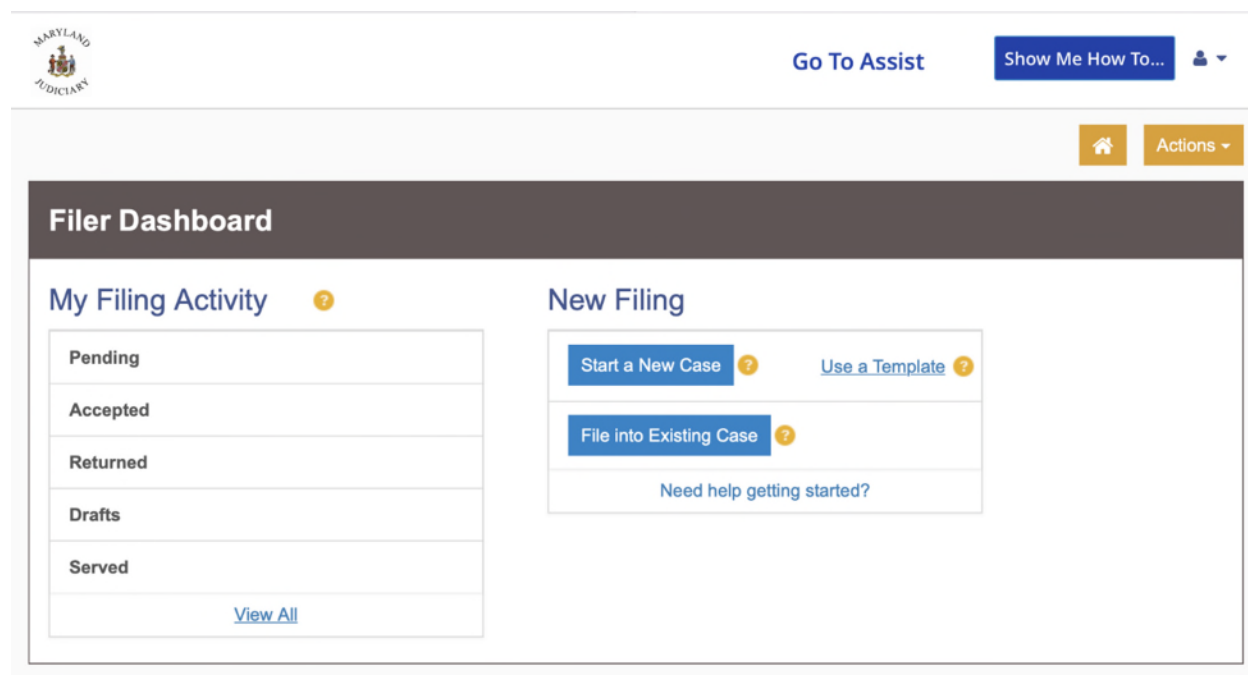 MARYLAND
JUDICIARY
Go To Assist
Show Me How To...
Actions
Filer Dashboard
My Filing Activity ?
Pending
Accepted
Returned
Drafts
Served
View All
New Filing
Start a New Case ? Use a Template ?
File into Existing Case ?
Need help getting started?